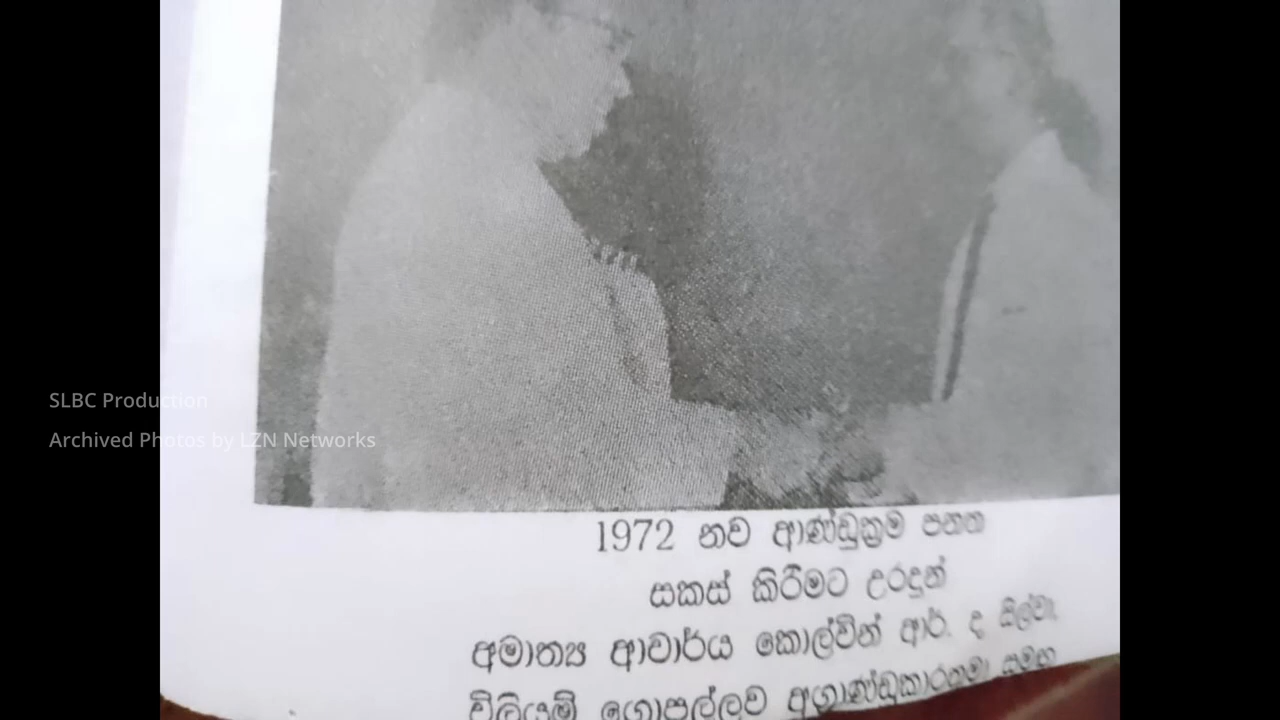 SLBC Production
Archived Photos by LZN Networks
1972 නව ආණ්ඩුක්‍රම පනත
සකස් කිරීමට උරදුන්
අමාත්‍ය ආචාර්ය කොල්වින් ආර්. ද සිල්වා,
විලියම් ගොපල්ලව අග්‍රාණ්ඩුකාරතුමා සමඟ